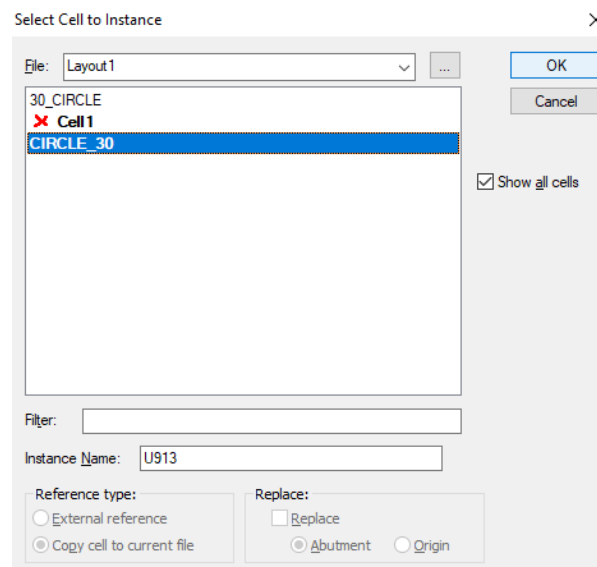 Select Cell to Instance
File: Layout1 ... OK
30_CIRCLE Cancel
Cell1
CIRCLE_30
Show all cells
Filter:
Instance Name: U913
Reference type: Replace:
External reference Replace
Copy cell to current file Abutment Origin